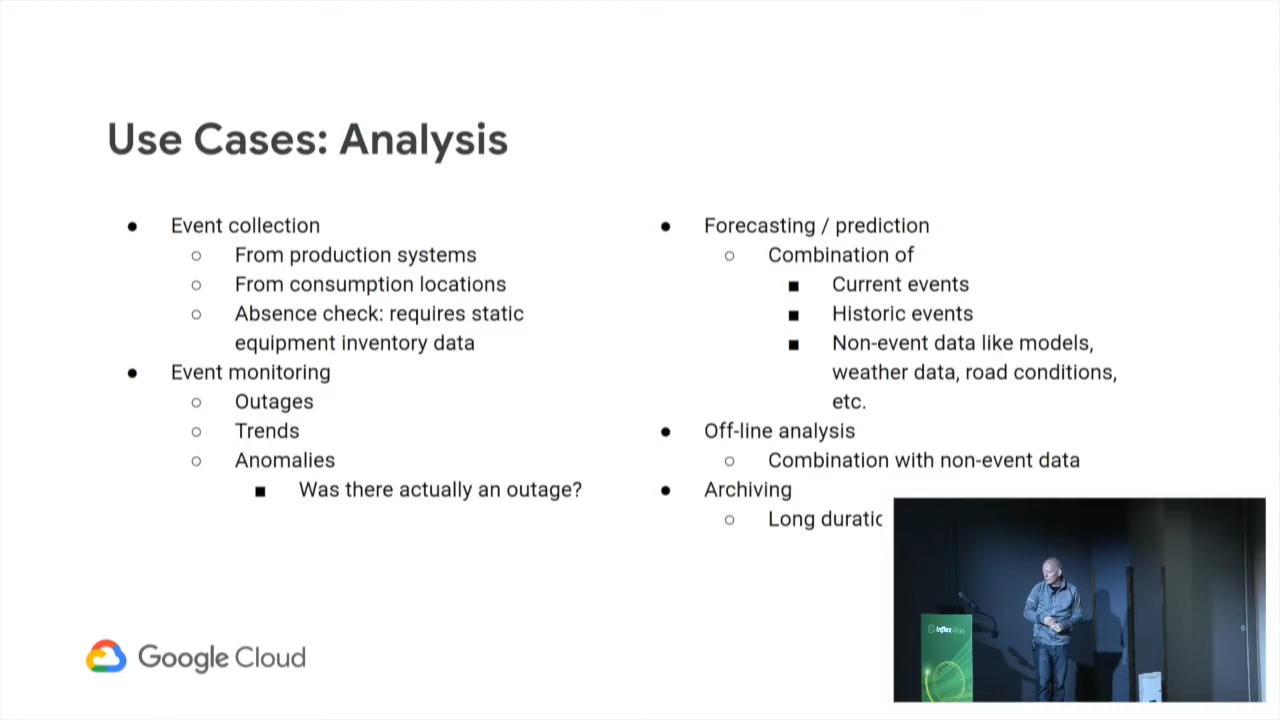 Use Cases: Analysis
● Event collection
○ From production systems
○ From consumption locations
○ Absence check: requires static
equipment inventory data
● Event monitoring
○ Outages
○ Trends
○ Anomalies
■ Was there actually an outage?
● Forecasting / prediction
○ Combination of
■ Current events
■ Historic events
■ Non-event data like models,
weather data, road conditions,
etc.
● Off-line analysis
○ Combination with non-event data
● Archiving
○ Long
Google Cloud